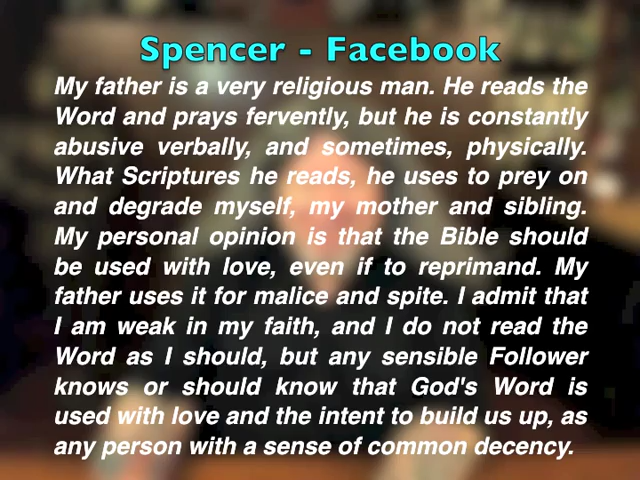 Spencer - Facebook
My father is a very religious man. He reads the
Word and prays fervently, but he is constantly
abusive verbally, and sometimes, physically.
What Scriptures he reads, he uses to prey on
and degrade myself, my mother and sibling.
My personal opinion is that the Bible should
be used with love, even if to reprimand. My
father uses it for malice and spite. I admit that
I am weak in my faith, and I do not read the
Word as I should, but any sensible Follower
knows or should know that God's Word is
used with love and the intent to build us up, as
any person with a sense of common decency.